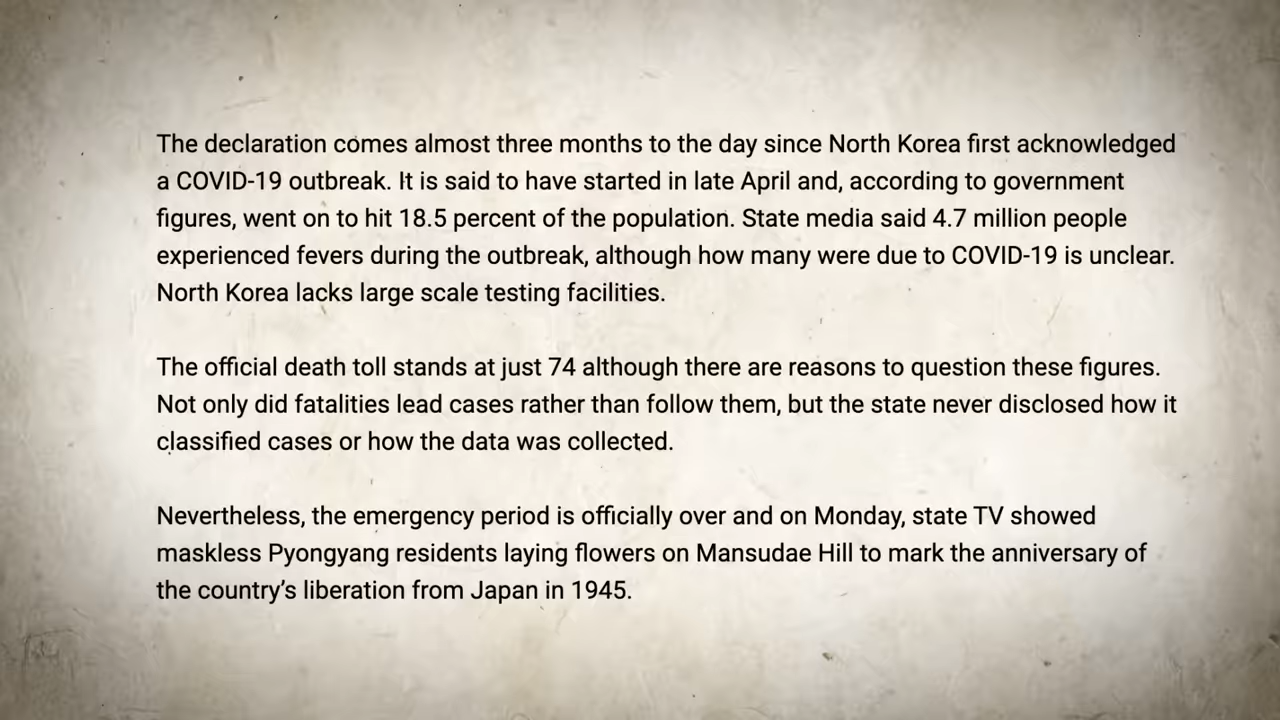 The declaration comes almost three months to the day since North Korea first acknowledged
a COVID-19 outbreak. It is said to have started in late April and, according to government
figures, went on to hit 18.5 percent of the population. State media said 4.7 million people
experienced fevers during the outbreak, although how many were due to COVID-19 is unclear.
North Korea lacks large scale testing facilities.
The official death toll stands at just 74 although there are reasons to question these figures.
Not only did fatalities lead cases rather than follow them, but the state never disclosed how it
classified cases or how the data was collected.
Nevertheless, the emergency period is officially over and on Monday, state TV showed
maskless Pyongyang residents laying flowers on Mansudae Hill to mark the anniversary of
the country’s liberation from Japan in 1945.